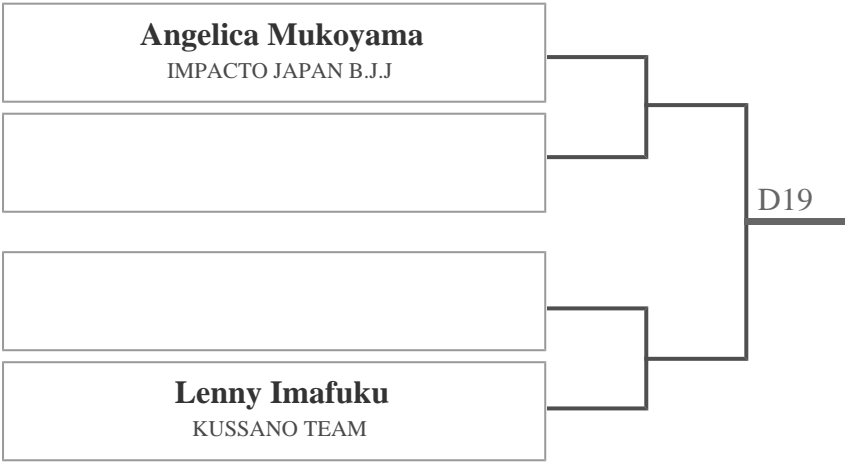 Angelica Mukoyama
IMPACTO JAPAN B.J.J
D19
Lenny Imafuku
KUSSANO TEAM